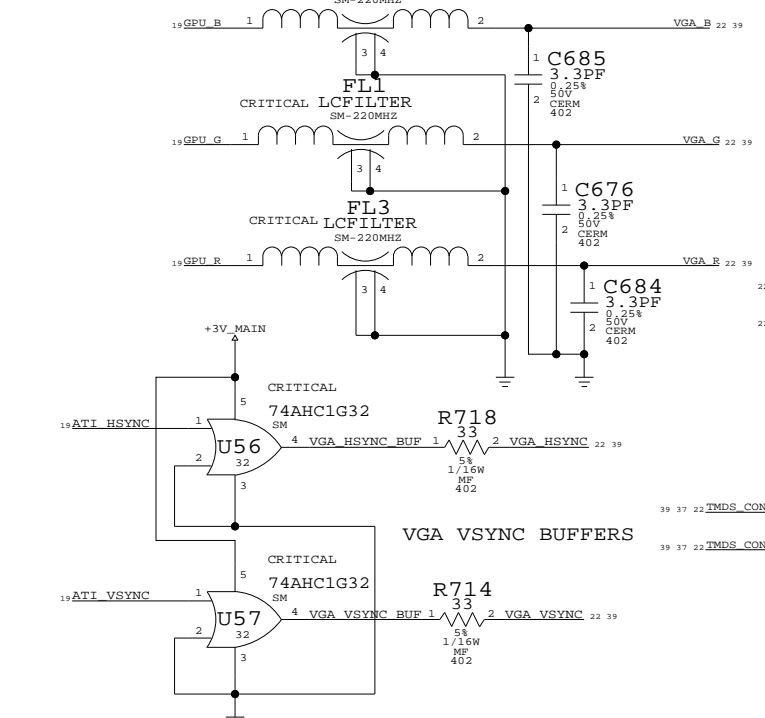 SM-220MHZ
19 GPU_B 1 2 VGA_B 22 39
3 4
1 C685
3.3PF
0.25%
50V
2 CERM
402
FL1
CRITICAL LCFILTER
SM-220MHZ
19 GPU_G 1 2 VGA_G 22 39
3 4
1 C676
3.3PF
0.25%
50V
2 CERM
402
FL3
CRITICAL LCFILTER
SM-220MHZ
19 GPU_R 1 2 VGA_R 22 39
3 4
1 C684
3.3PF
0.25%
50V
2 CERM
402
+3V_MAIN
CRITICAL
5 74AHC1G32
SM
19 ATI_HSYNC 1
U56
2 32
3
4 VGA_HSYNC_BUF 1 2 VGA_HSYNC 22 39
R718
33
5%
1/16W
MF
402
39 37 22 TMDS_CON
VGA VSYNC BUFFERS
39 37 22 TMDS_CON
CRITICAL
5 74AHC1G32
SM
19 ATI_VSYNC 1
U57
2 32
3
4 VGA_VSYNC_BUF 1 2 VGA_VSYNC 22 39
R714
33
5%
1/16W
MF
402